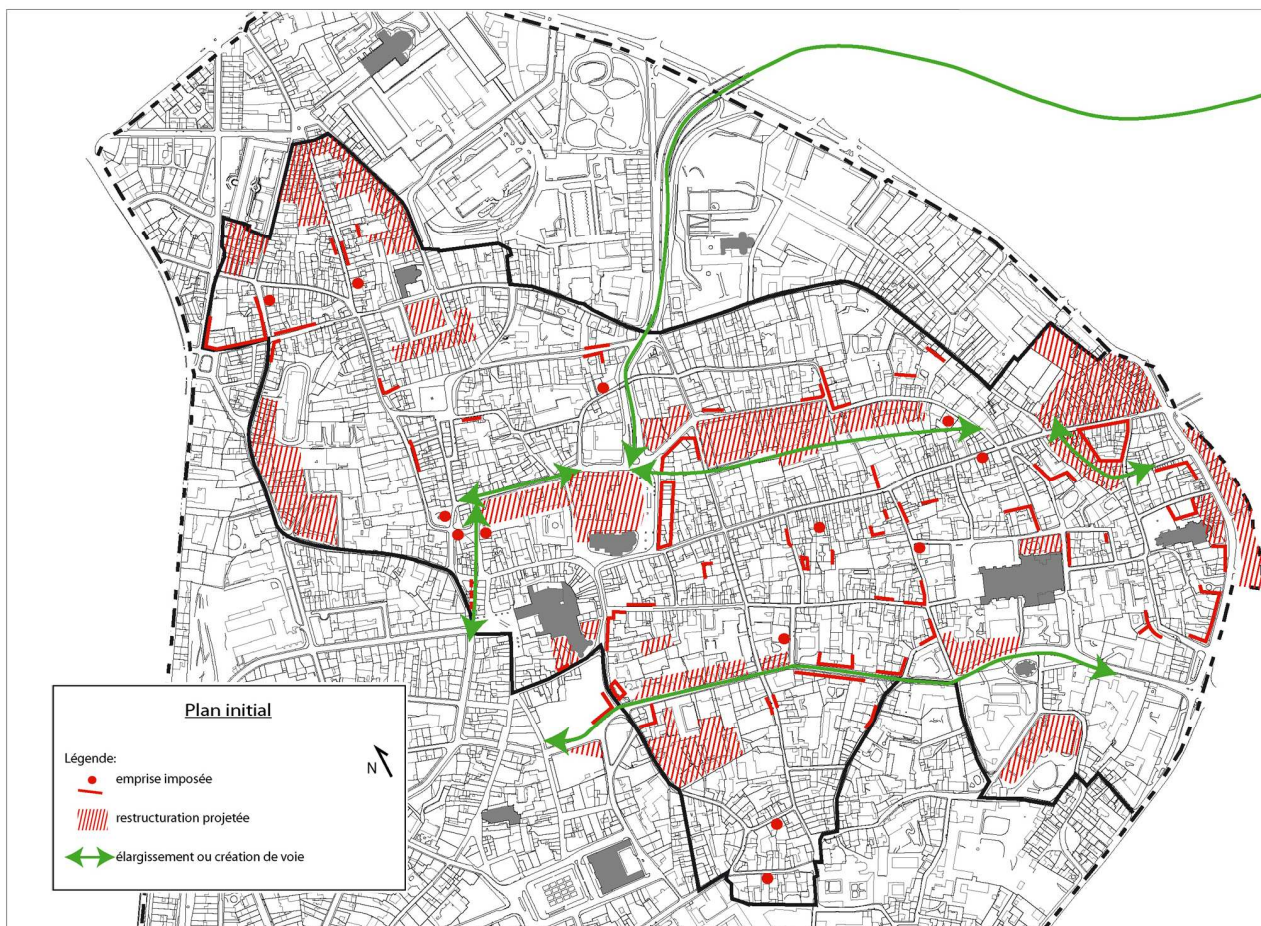 Plan initial
Légende:
N
emprise imposée
restructuration projetée
élargissement ou création de voie